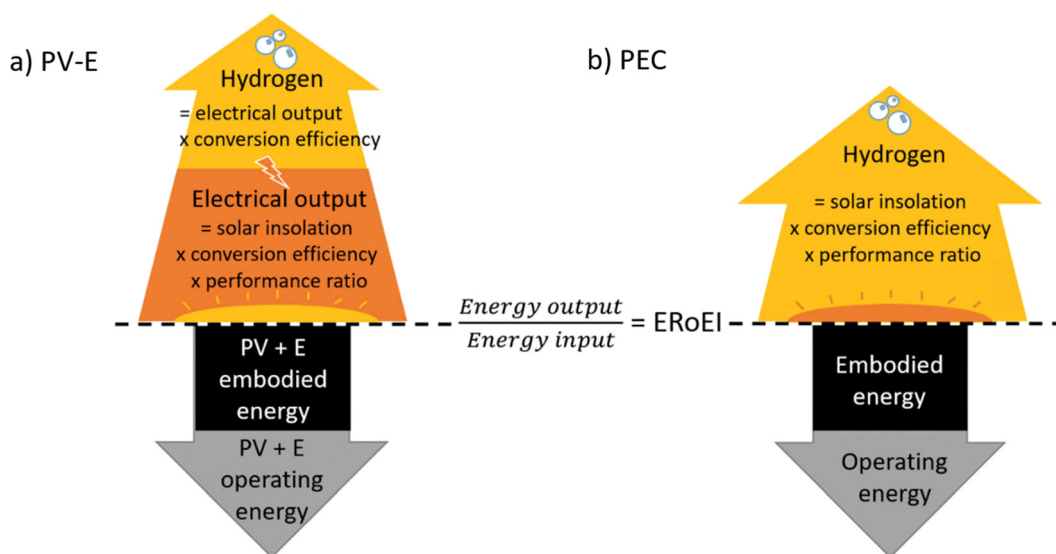 a) PV-E
Hydrogen
= electrical output
x conversion efficiency
Electrical output
= solar insolation
x conversion efficiency
x performance ratio
PV + E
embodied
energy
PV + E
operating
energy
Energy output
Energy input
= ERoEI
b) PEC
Hydrogen
= solar insolation
x conversion efficiency
x performance ratio
Embodied
energy
Operating
energy